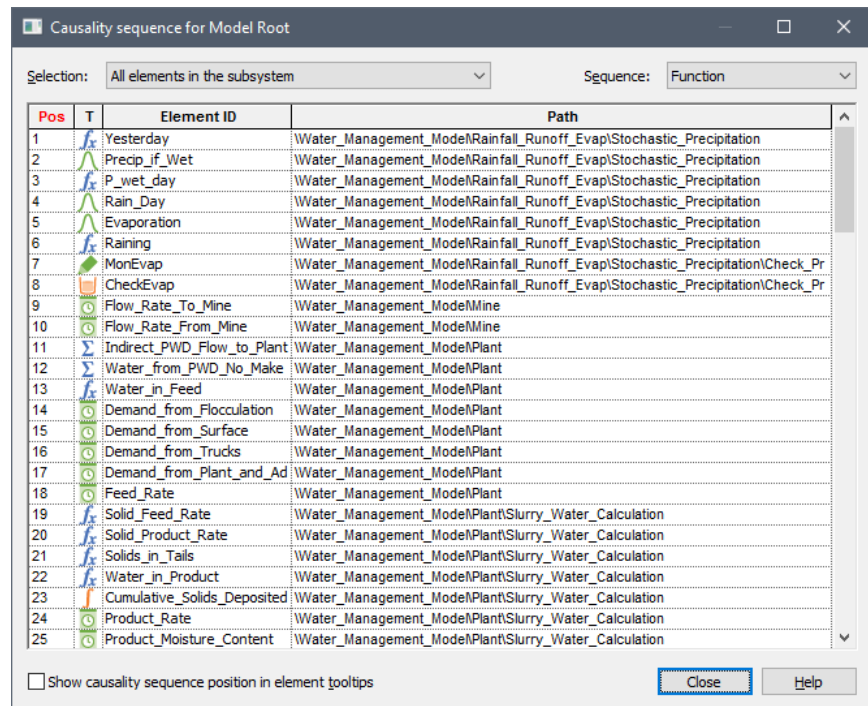 Causality sequence for Model Root
Selection: All elements in the subsystem Sequence: Function
Pos T Element ID Path
1 Yesterday \Water_Management_Model\Rainfall_Runoff_Evap\Stochastic_Precipitation
2 Precip_if_Wet \Water_Management_Model\Rainfall_Runoff_Evap\Stochastic_Precipitation
3 P_wet_day \Water_Management_Model\Rainfall_Runoff_Evap\Stochastic_Precipitation
4 Rain_Day \Water_Management_Model\Rainfall_Runoff_Evap\Stochastic_Precipitation
5 Evaporation \Water_Management_Model\Rainfall_Runoff_Evap\Stochastic_Precipitation
6 Raining \Water_Management_Model\Rainfall_Runoff_Evap\Stochastic_Precipitation
7 MonEvap \Water_Management_Model\Rainfall_Runoff_Evap\Stochastic_Precipitation\Check_Pr
8 CheckEvap \Water_Management_Model\Rainfall_Runoff_Evap\Stochastic_Precipitation\Check_Pr
9 Flow_Rate_To_Mine \Water_Management_Model\Mine
10 Flow_Rate_From_Mine \Water_Management_Model\Mine
11 Indirect_PWD_Flow_to_Plant \Water_Management_Model\Plant
12 Water_from_PWD_No_Make \Water_Management_Model\Plant
13 Water_in_Feed \Water_Management_Model\Plant
14 Demand_from_Flocculation \Water_Management_Model\Plant
15 Demand_from_Surface \Water_Management_Model\Plant
16 Demand_from_Trucks \Water_Management_Model\Plant
17 Demand_from_Plant_and_Ad \Water_Management_Model\Plant
18 Feed_Rate \Water_Management_Model\Plant
19 Solid_Feed_Rate \Water_Management_Model\Plant\Slurry_Water_Calculation
20 Solid_Product_Rate \Water_Management_Model\Plant\Slurry_Water_Calculation
21 Solids_in_Tails \Water_Management_Model\Plant\Slurry_Water_Calculation
22 Water_in_Product \Water_Management_Model\Plant\Slurry_Water_Calculation
23 Cumulative_Solids_Deposited \Water_Management_Model\Plant\Slurry_Water_Calculation
24 Product_Rate \Water_Management_Model\Plant\Slurry_Water_Calculation
25 Product_Moisture_Content \Water_Management_Model\Plant\Slurry_Water_Calculation
Show causality sequence position in element tooltips Close Help